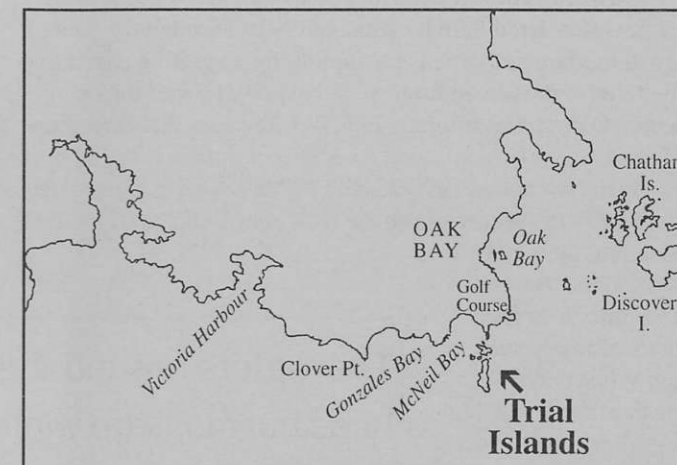 Chatham
Is.
OAK
BAY
Oak
Bay
Golf
Course
Discovery
I.
Victoria Harbour
Clover Pt.
Gonzales Bay
McNeil Bay
Trial
Islands